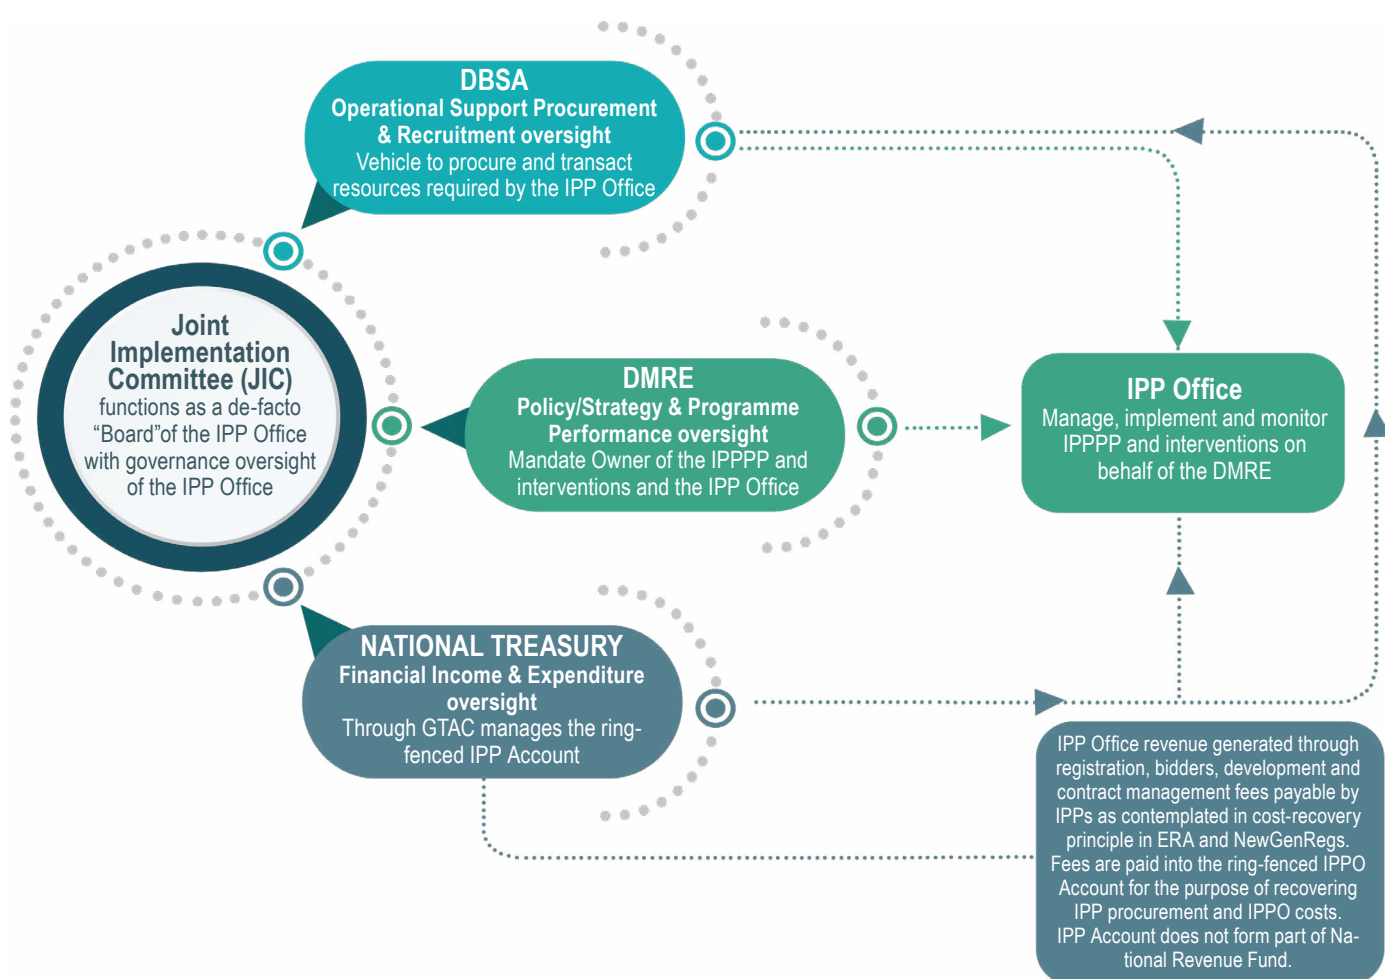 DBSA
Operational Support Procurement
& Recruitment oversight
Vehicle to procure and transact
resources required by the IPP Office
Joint
Implementation
Committee (JIC)
functions as a de-facto
“Board”of the IPP Office
with governance oversight
of the IPP Office
DMRE
Policy/Strategy & Programme
Performance oversight
Mandate Owner of the IPPPP and
interventions and the IPP Office
IPP Office
Manage, implement and monitor
IPPPP and interventions on
behalf of the DMRE
NATIONAL TREASURY
Financial Income & Expenditure
oversight
Through GTAC manages the ring-
fenced IPP Account
IPP Office revenue generated through
registration, bidders, development and
contract management fees payable by
IPPs as contemplated in cost-recovery
principle in ERA and NewGenRegs.
Fees are paid into the ring-fenced IPPO
Account for the purpose of recovering
IPP procurement and IPPO costs.
IPP Account does not form part of Na-
tional Revenue Fund.